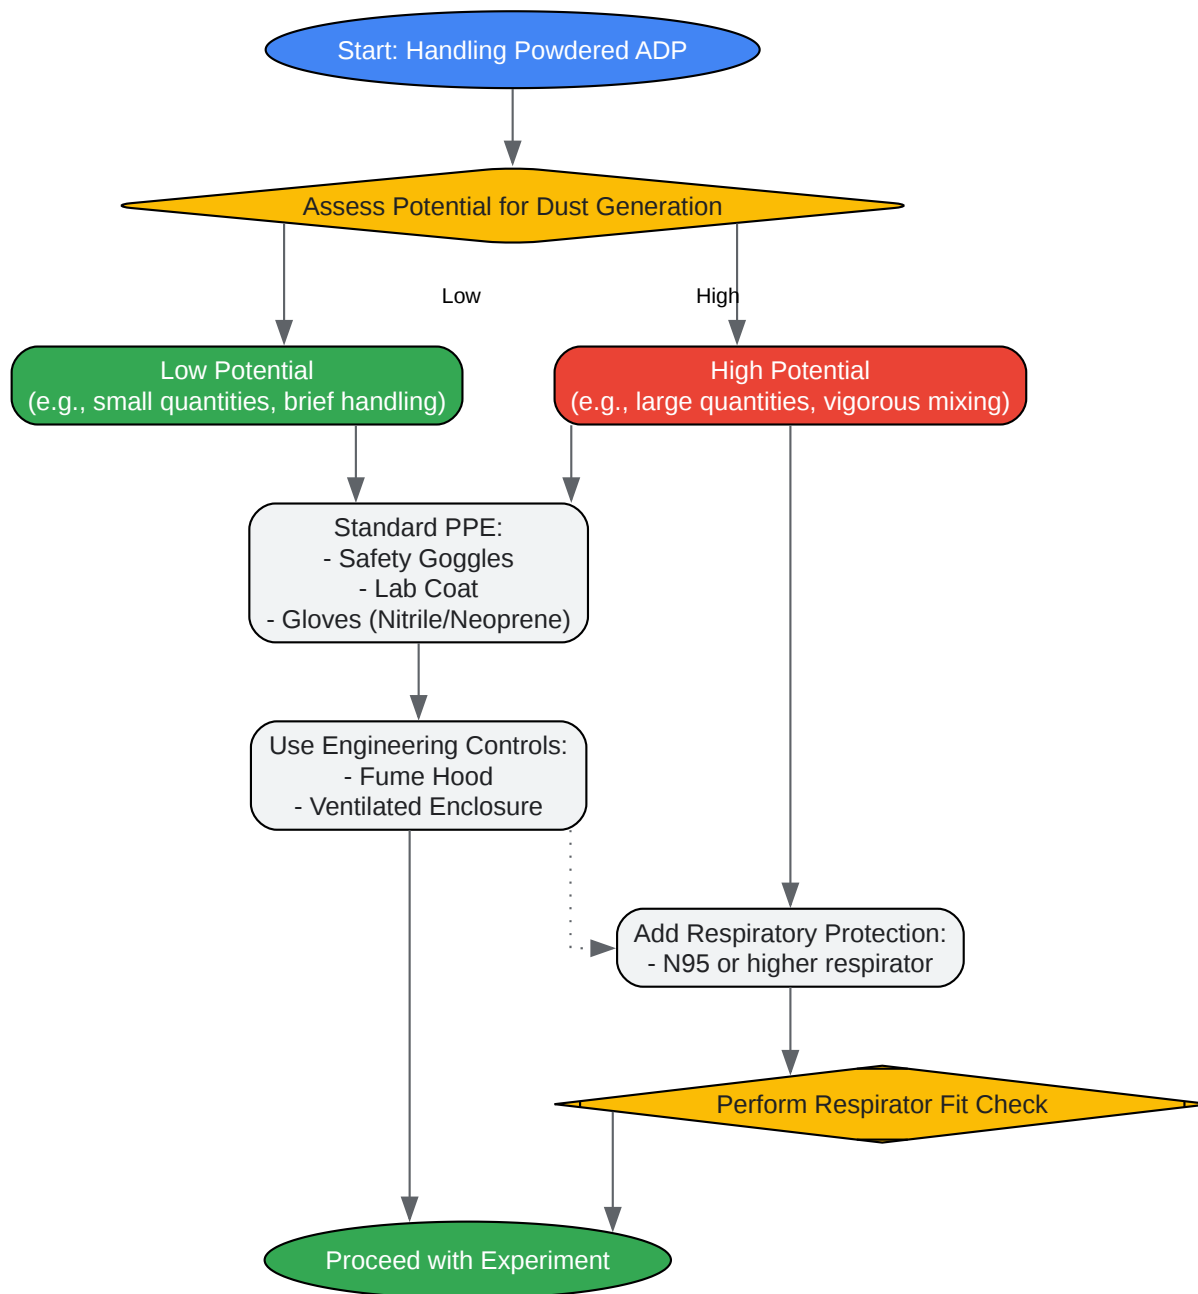 Start: Handling Powdered ADP
Assess Potential for Dust Generation
Low
High
Low Potential
(e.g., small quantities, brief handling)
High Potential
(e.g., large quantities, vigorous mixing)
Standard PPE:
- Safety Goggles
- Lab Coat
- Gloves (Nitrile/Neoprene)
Use Engineering Controls:
- Fume Hood
- Ventilated Enclosure
Add Respiratory Protection:
- N95 or higher respirator
Perform Respirator Fit Check
Proceed with Experiment